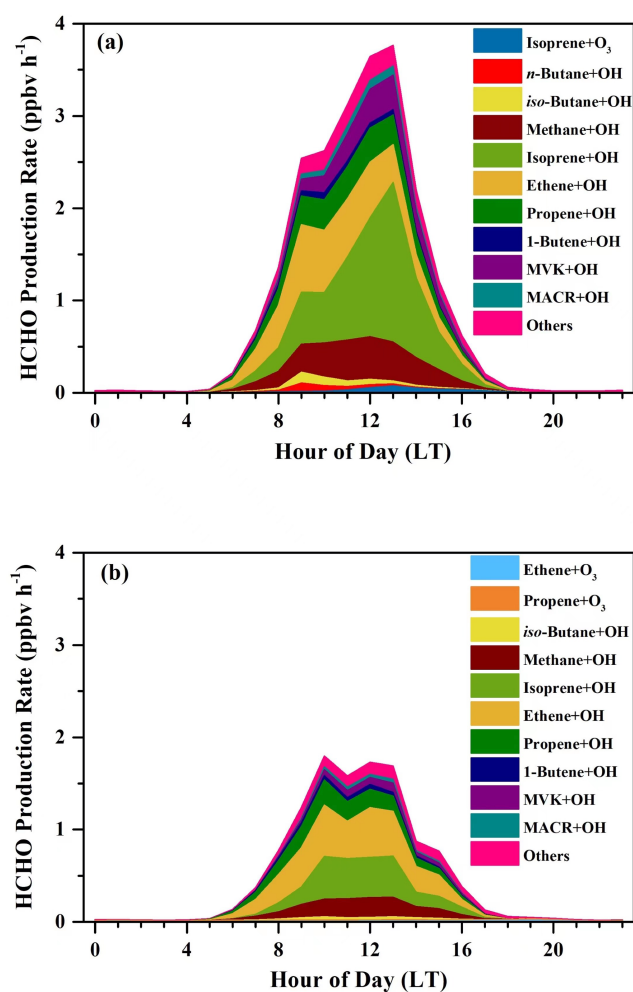 (a)
HCHO Production Rate (ppbv h⁻¹)
4
3
2
1
0
Isoprene+O₃
n-Butane+OH
iso-Butane+OH
Methane+OH
Isoprene+OH
Ethene+OH
Propene+OH
1-Butene+OH
MVK+OH
MACR+OH
Others
0 4 8 12 16 20
Hour of Day (LT)
(b)
HCHO Production Rate (ppbv h⁻¹)
4
3
2
1
0
Ethene+O₃
Propene+O₃
iso-Butane+OH
Methane+OH
Isoprene+OH
Ethene+OH
Propene+OH
1-Butene+OH
MVK+OH
MACR+OH
Others
0 4 8 12 16 20
Hour of Day (LT)